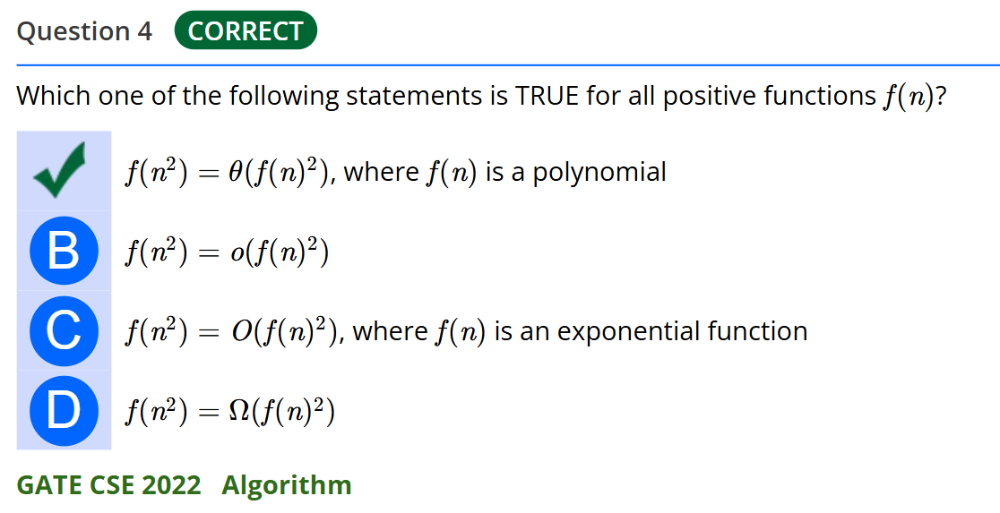 Question 4 CORRECT
Which one of the following statements is TRUE for all positive functions f(n)?
f(n²) = θ(f(n)²), where f(n) is a polynomial
B f(n²) = o(f(n)²)
C f(n²) = O(f(n)²), where f(n) is an exponential function
D f(n²) = Ω(f(n)²)
GATE CSE 2022 Algorithm